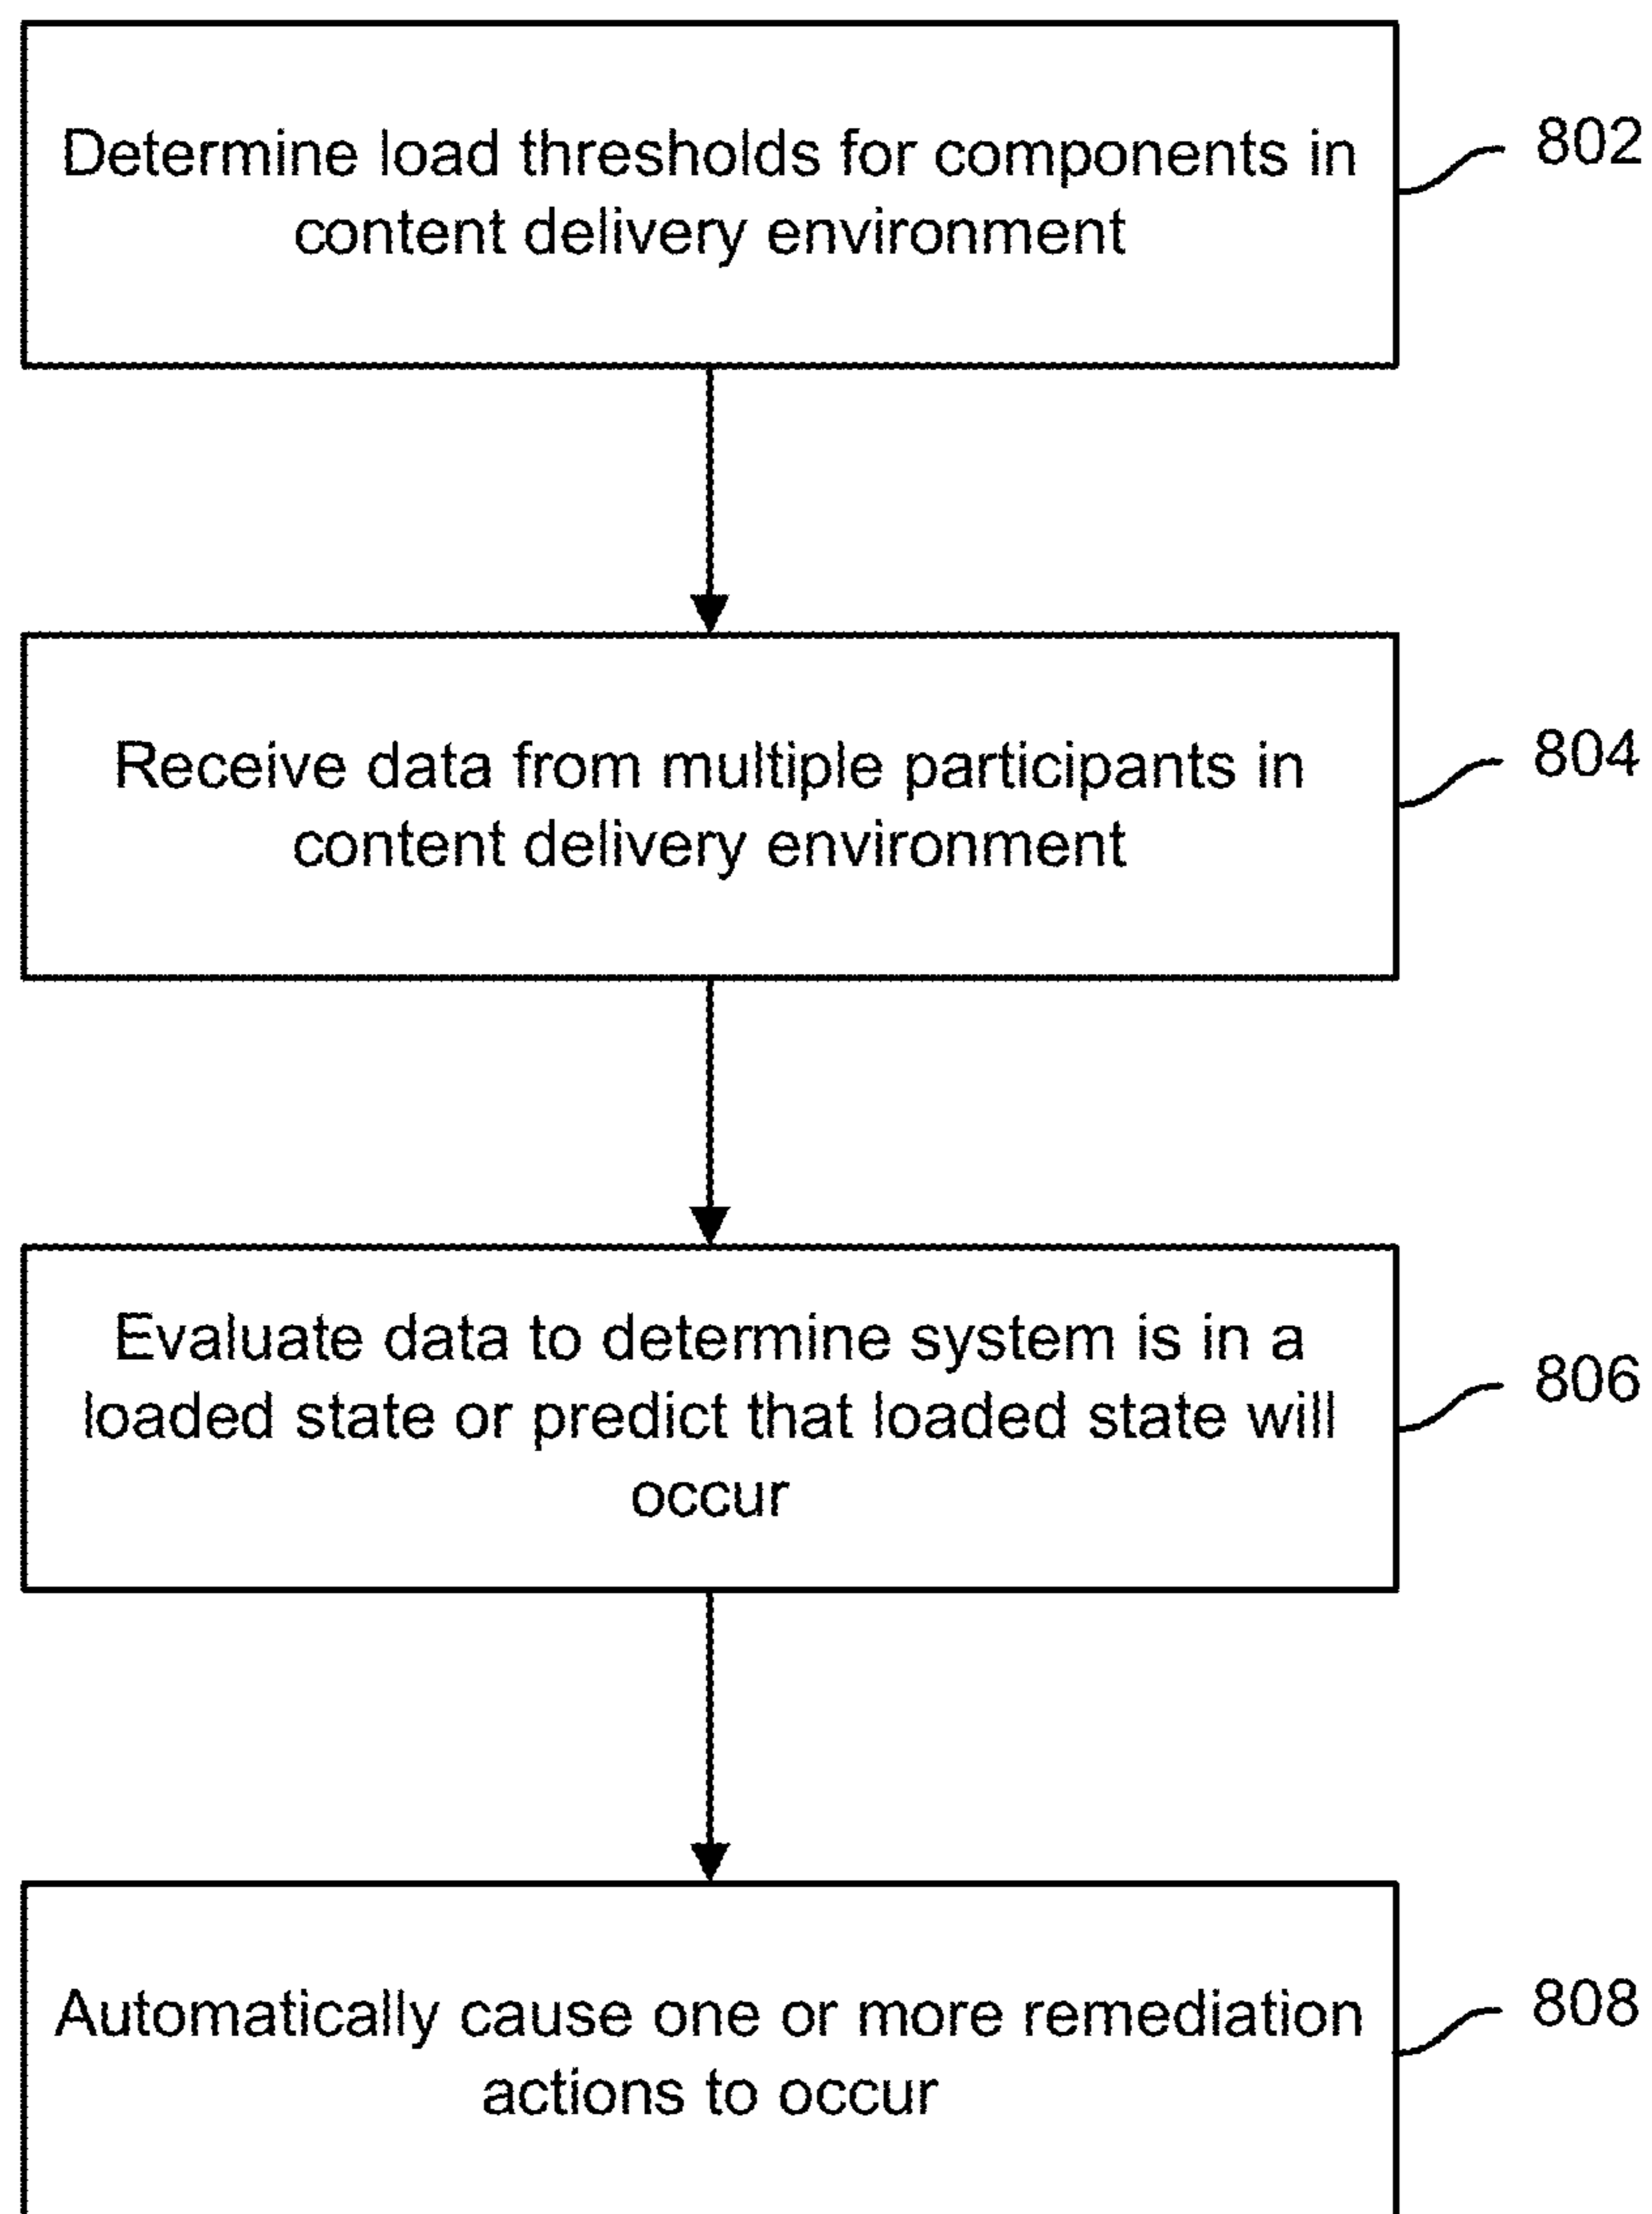 Determine load thresholds for components in
content delivery environment
802
Receive data from multiple participants in
content delivery environment
804
Evaluate data to determine system is in a
loaded state or predict that loaded state will
occur
806
Automatically cause one or more remediation
actions to occur
808